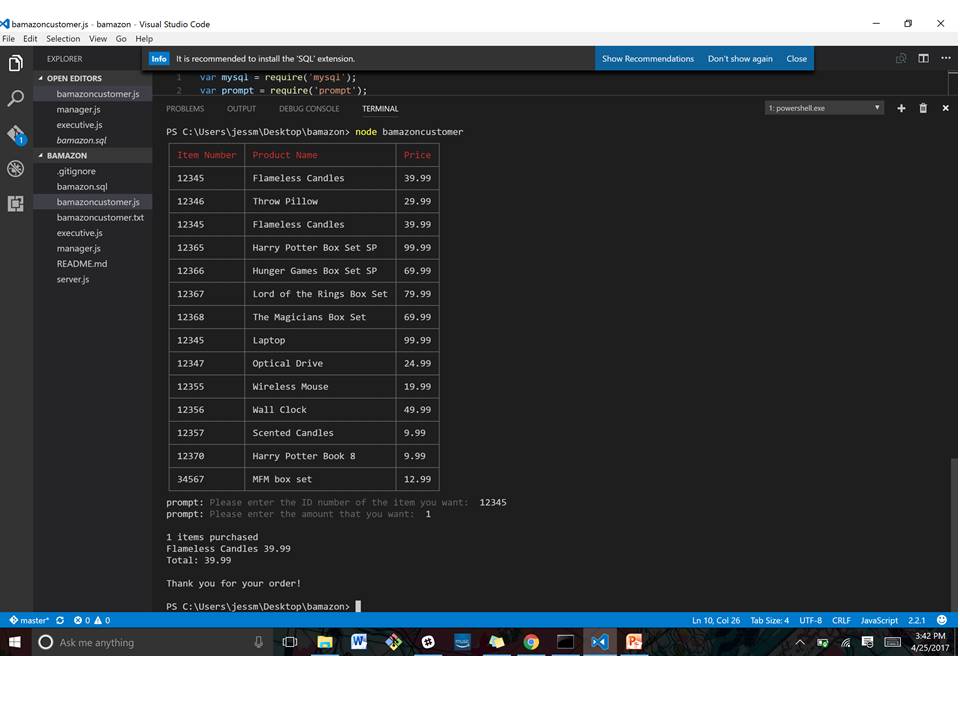 bamazoncustomer.js - bamazon - Visual Studio Code
File Edit Selection View Go Help
EXPLORER
Info It is recommended to install the 'SQL' extension. Show Recommendations Don't show again Close
OPEN EDITORS
bamazoncustomer.js
manager.js
executive.js
bamazon.sql
BAMAZON
.gitignore
bamazon.sql
bamazoncustomer.js
bamazoncustomer.txt
executive.js
manager.js
README.md
server.js
1
1 var mysql = require('mysql');
2 var prompt = require('prompt');
PROBLEMS OUTPUT DEBUG CONSOLE TERMINAL 1: powershell.exe
PS C:\Users\jessm\Desktop\bamazon> node bamazoncustomer
Item Number Product Name Price
12345 Flameless Candles 39.99
12346 Throw Pillow 29.99
12345 Flameless Candles 39.99
12365 Harry Potter Box Set SP 99.99
12366 Hunger Games Box Set SP 69.99
12367 Lord of the Rings Box Set 79.99
12368 The Magicians Box Set 69.99
12345 Laptop 99.99
12347 Optical Drive 24.99
12355 Wireless Mouse 19.99
12356 Wall Clock 49.99
12357 Scented Candles 9.99
12370 Harry Potter Book 8 9.99
34567 MFM box set 12.99
prompt: Please enter the ID number of the item you want: 12345
prompt: Please enter the amount that you want: 1
1 items purchased
Flameless Candles 39.99
Total: 39.99
Thank you for your order!
PS C:\Users\jessm\Desktop\bamazon>
master* 0 0 Ln 10, Col 26 Tab Size: 4 UTF-8 CRLF JavaScript 2.2.1
Ask me anything
3:42 PM
4/25/2017